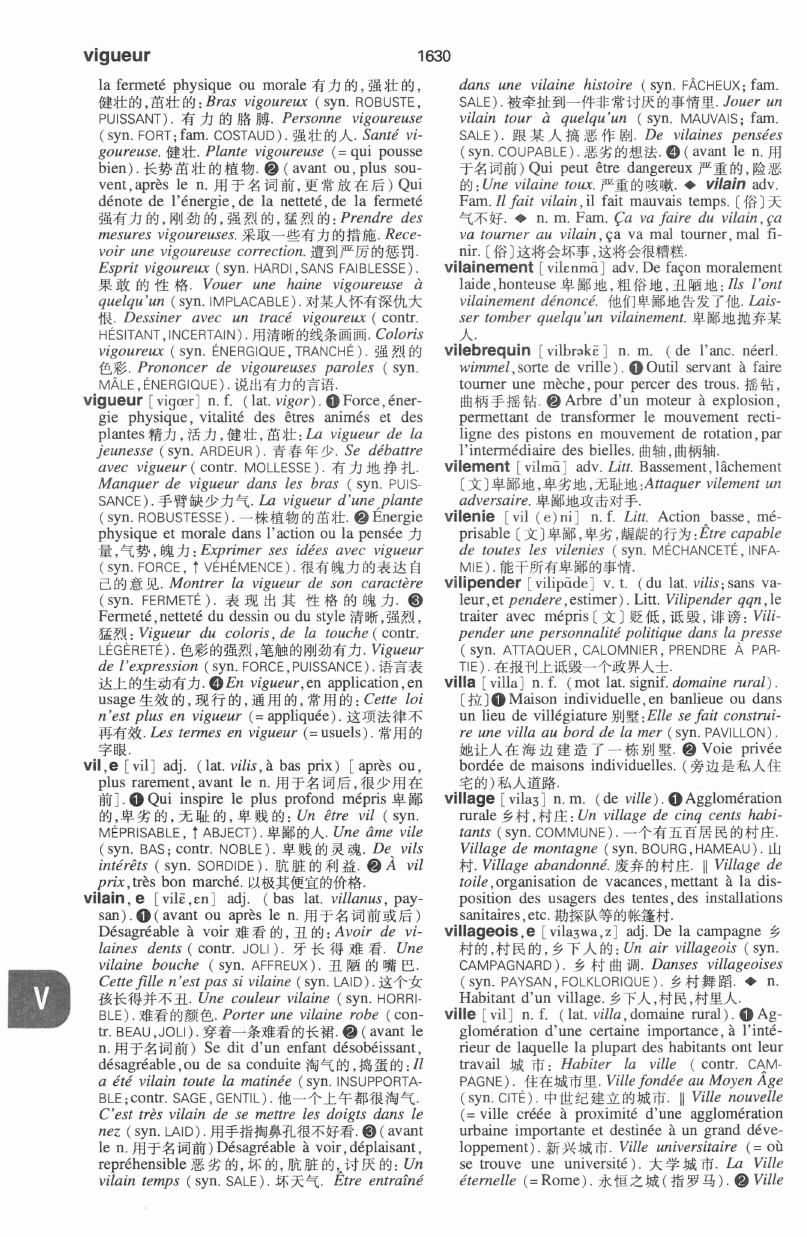 vigueur
1630
la fermeté physique ou morale 有力的,强壮的,
健壮的,茁壮的:Bras vigoureux ( syn. ROBUSTE,
PUISSANT). 有力的胳膊. Personne vigoureuse
( syn. FORT; fam. COSTAUD). 强壮的人. Santé vi-
goureuse. 健壮. Plante vigoureuse (= qui pousse
bien). 长势茁壮的植物. ❷ ( avant ou, plus sou-
vent,après le n. 用于名词前,更常放在后) Qui
dénote de l'énergie, de la netteté, de la fermeté
强有力的,刚劲的,强烈的,猛烈的: Prendre des
mesures vigoureuses. 采取一些有力的措施. Rece-
voir une vigoureuse correction. 遭到严厉的惩罚.
Esprit vigoureux ( syn. HARDI, SANS FAIBLESSE).
果敢的性格. Vouer une haine vigoureuse à
quelqu'un ( syn. IMPLACABLE). 对某人怀有深仇大
恨. Dessiner avec un tracé vigoureux ( contr.
HÉSITANT,INCERTAIN). 用清晰的线条画画. Coloris
vigoureux ( syn. ÉNERGIQUE, TRANCHÉ). 强烈的
色彩. Prononcer de vigoureuses paroles ( syn.
MÂLE,ÉNERGIQUE). 说出有力的言语.
vigueur [vigœr] n. f. ( lat. vigor). ❶ Force, éner-
gie physique, vitalité des êtres animés et des
plantes 精力,活力,健壮,茁壮: La vigueur de la
jeunesse ( syn. ARDEUR). 青春年少. Se débattre
avec vigueur ( contr. MOLLESSE). 有力地挣扎.
Manquer de vigueur dans les bras ( syn. PUIS-
SANCE). 手臂缺少力气. La vigueur d'une plante
( syn. ROBUSTESSE). 一株植物的茁壮. ❷ Énergie
physique et morale dans l'action ou la pensée 力
量,气势,魄力: Exprimer ses idées avec vigueur
( syn. FORCE, ↑ VÉHÉMENCE). 很有魄力的表达自
己的意见. Montrer la vigueur de son caractère
( syn. FERMETÉ). 表现出其 性格的魄力. ❸
Fermeté,netteté du dessin ou du style 清晰,强烈,
猛烈: Vigueur du coloris, de la touche ( contr.
LÉGÈRETÉ). 色彩的强烈,笔触的刚劲有力. Vigueur
de l'expression ( syn. FORCE, PUISSANCE). 语言表
达上的生动有力. ❹ En vigueur,en application,en
usage 生效的,现行的,通用的,常用的: Cette loi
n'est plus en vigueur (= appliquée). 这项法律不
再有效. Les termes en vigueur (= usuels). 常用的
字眼.
vil,e [vil] adj. ( lat. vilis, à bas prix) [ après ou,
plus rarement, avant le n. 用于名词后,很少用在
前]. ❶ Qui inspire le plus profond mépris 卑鄙
的,卑劣的,无耻的,卑贱的: Un être vil ( syn.
MÉPRISABLE, ↑ ABJECT). 卑鄙的人. Une âme vile
( syn. BAS; contr. NOBLE). 卑贱的灵魂. De vils
intérêts ( syn. SORDIDE). 肮脏的利益. ❷ À vil
prix,très bon marché. 以极其便宜的价格.
vilain, e [vilɛ̃,ɛn] adj. ( bas lat. villanus, pay-
san). ❶ ( avant ou après le n. 用于名词前或后)
Désagréable à voir 难看的,丑的: Avoir de vi-
laines dents ( contr. JOLI). 牙长得难看. Une
vilaine bouche ( syn. AFFREUX). 丑陋的嘴巴.
Cette fille n'est pas si vilaine ( syn. LAID). 这个女
孩长得并不丑. Une couleur vilaine ( syn. HORRI-
BLE). 难看的颜色. Porter une vilaine robe ( con-
tr. BEAU,JOLI). 穿着一条难看的长裙. ❷ ( avant le
n. 用于名词前) Se dit d'un enfant désobéissant,
désagréable,ou de sa conduite 淘气的,捣蛋的: Il
a été vilain toute la matinée ( syn. INSUPPORTA-
BLE; contr. SAGE,GENTIL). 他一个上午都很淘气.
C'est très vilain de se mettre les doigts dans le
nez ( syn. LAID). 用手指掏鼻孔很不好看. ❸ ( avant
le n. 用于名词前) Désagréable à voir, déplaisant,
repréhensible 恶劣的,坏的,肮脏的,讨厌的: Un
vilain temps ( syn. SALE). 坏天气. Être entraîné
dans une vilaine histoire ( syn. FÂCHEUX; fam.
SALE). 被牵扯到一件非常讨厌的事情里. Jouer un
vilain tour à quelqu'un ( syn. MAUVAIS; fam.
SALE). 跟某人搞恶作剧. De vilaines pensées
( syn. COUPABLE). 恶劣的想法. ❹ ( avant le n. 用
于名词前) Qui peut être dangereux 严重的,险恶
的: Une vilaine toux. 严重的咳嗽. ◆ vilain adv.
Fam. Il fait vilain, il fait mauvais temps. [俗]天
气不好. ◆ n. m. Fam. Ça va faire du vilain, ça
va tourner au vilain, ça va mal tourner, mal fi-
nir. [俗]这将会坏事,这将会很糟糕.
vilainement [vilɛnmɑ̃] adv. De façon moralement
laide,honteuse 卑鄙地,粗俗地,丑陋地: Ils l'ont
vilainement dénoncé. 他们卑鄙地告发了他. Lais-
ser tomber quelqu'un vilainement. 卑鄙地抛弃某
人.
vilebrequin [vilbrəkɛ̃] n. m. ( de l'anc. néerl.
wimmel,sorte de vrille). ❶ Outil servant à faire
tourner une mèche, pour percer des trous. 摇钻,
曲柄手摇钻. ❷ Arbre d'un moteur à explosion,
permettant de transformer le mouvement recti-
ligne des pistons en mouvement de rotation, par
l'intermédiaire des bielles. 曲轴,曲柄轴.
vilement [vilmɑ̃] adv. Litt. Bassement,lâchement
[文]卑鄙地,卑劣地,无耻地:Attaquer vilement un
adversaire. 卑鄙地攻击对手.
vilenie [vil (e)ni] n. f. Litt. Action basse, mé-
prisable [文]卑鄙,卑劣,龌龊的行为:Être capable
de toutes les vilenies ( syn. MÉCHANCETÉ, INFA-
MIE). 能干所有卑鄙的事情.
vilipender [vilipɑ̃de] v. t. ( du lat. vilis; sans va-
leur,et pendere,estimer). Litt. Vilipender qqn,le
traiter avec mépris [文] 贬低,诋毁,诽谤: Vili-
pender une personnalité politique dans la presse
( syn. ATTAQUER, CALOMNIER, PRENDRE À PAR-
TIE). 在报刊上诋毁一个政界人士.
villa [villa] n. f. ( mot lat. signif. domaine rural).
[拉]❶ Maison individuelle, en banlieue ou dans
un lieu de villégiature 别墅:Elle se fait construi-
re une villa au bord de la mer ( syn. PAVILLON).
她让人在海边建造了一栋别墅. ❷ Voie privée
bordée de maisons individuelles. (旁边是私人住
宅的)私人道路.
village [vilaʒ] n. m. ( de ville). ❶ Agglomération
rurale 乡村,村庄: Un village de cinq cents habi-
tants ( syn. COMMUNE). 一个有五百居民的村庄.
Village de montagne ( syn. BOURG,HAMEAU). 山
村. Village abandonné. 废弃的村庄. ‖ Village de
toile,organisation de vacances,mettant à la dis-
position des usagers des tentes, des installations
sanitaires,etc. 勘探队等的帐篷村.
villageois,e [vilaʒwa,z] adj. De la campagne 乡
村的,村民的,乡下人的: Un air villageois ( syn.
CAMPAGNARD). 乡村曲调. Danses villageoises
( syn. PAYSAN, FOLKLORIQUE). 乡村舞蹈. ◆ n.
Habitant d'un village. 乡下人,村民,村里人.
ville [vil] n. f. ( lat. villa, domaine rural). ❶ Ag-
glomération d'une certaine importance, à l'inté-
rieur de laquelle la plupart des habitants ont leur
travail 城市: Habiter la ville ( contr. CAM-
PAGNE). 住在城市里. Ville fondée au Moyen Âge
( syn. CITÉ). 中世纪建立的城市. ‖ Ville nouvelle
(= ville créée à proximité d'une agglomération
urbaine importante et destinée à un grand déve-
loppement). 新兴城市. Ville universitaire (= où
se trouve une université). 大学城市. La Ville
éternelle (= Rome). 永恒之城(指罗马). ❷ Ville
V